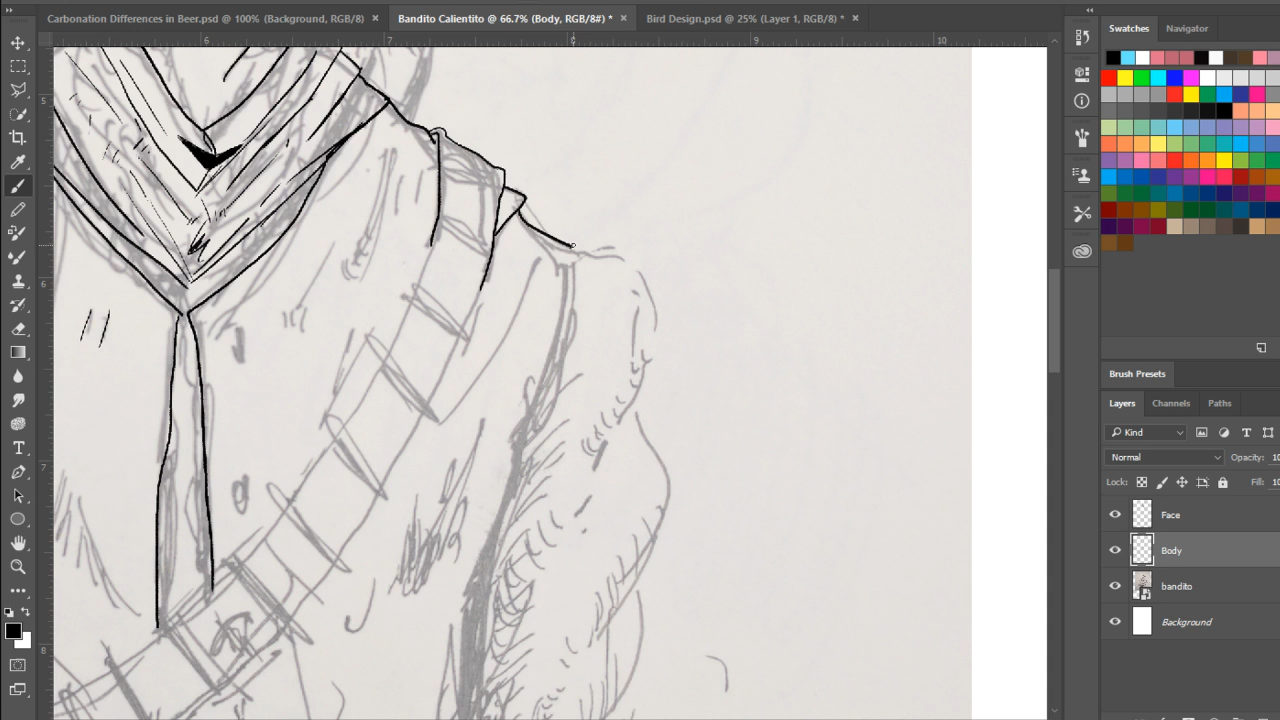 Carbonation Differences in Beer.psd @ 100% (Background, RGB/8) × Bandito Calientito @ 66.7% (Body, RGB/8#) * × Bird Design.psd @ 25% (Layer 1, RGB/8) * ×
6 7 8 9 10
5
6
7
8
Swatches Navigator
Brush Presets
Layers Channels Paths
Kind
Normal Opacity: 10
Lock: Fill: 10
Face
Body
bandito
Background